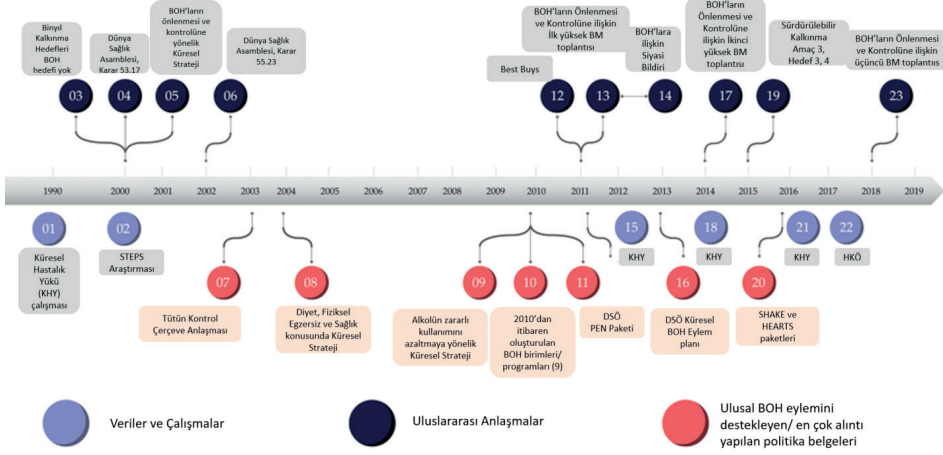 Binyıl
Kalkınma
Hedefleri
BOH
hedefi yok
Dünya
Sağlık
Asamblesi,
Karar 53.17
BOH’ların
önlenmesi ve
kontrolüne
yönelik
Küresel
Strateji
Dünya Sağlık
Asamblesi, Karar
55.23
Best Buys
BOH’ların Önlenmesi
ve Kontrolüne ilişkin
İlk yüksek BM
toplantısı
BOH’lara
ilişkin
Siyasi
Bildiri
BOH’ların
Önlenmesi ve
Kontrolüne
ilişkin İkinci
yüksek BM
toplantısı
Sürdürülebilir
Kalkınma
Amaç 3,
Hedef 3, 4
BOH’ların Önlenmesi
ve Kontrolüne ilişkin
üçüncü BM toplantıs
03
04
05
06
12
13
14
17
19
23
1990
2000
2001
2002
2003
2004
2005
2006
2007
2008
2009
2010
2011
2012
2013
2014
2015
2016
2017
2018
2019
01
02
15
18
21
22
Küresel
Hastalık
Yükü
(KHY)
çalışması
STEPS
Araştırması
KHY
KHY
KHY
HKÖ
07
08
09
10
11
16
20
Tütün Kontrol
Çerçeve Anlaşması
Diyet, Fiziksel
Egzersiz ve Sağlık
konusunda Küresel
Strateji
Alkolün zararlı
kullanımını
azaltmaya yönelik
Küresel Strateji
2010’dan
itibaren
oluşturulan
BOH birimleri/
programları (9)
DSÖ
PEN Paketi
DSÖ Küresel
BOH Eylem
planı
SHAKE ve
HEARTS
paketleri
Veriler ve Çalışmalar
Uluslararası Anlaşmalar
Ulusal BOH eylemini
destekleyen/ en çok alıntı
yapılan politika belgeleri